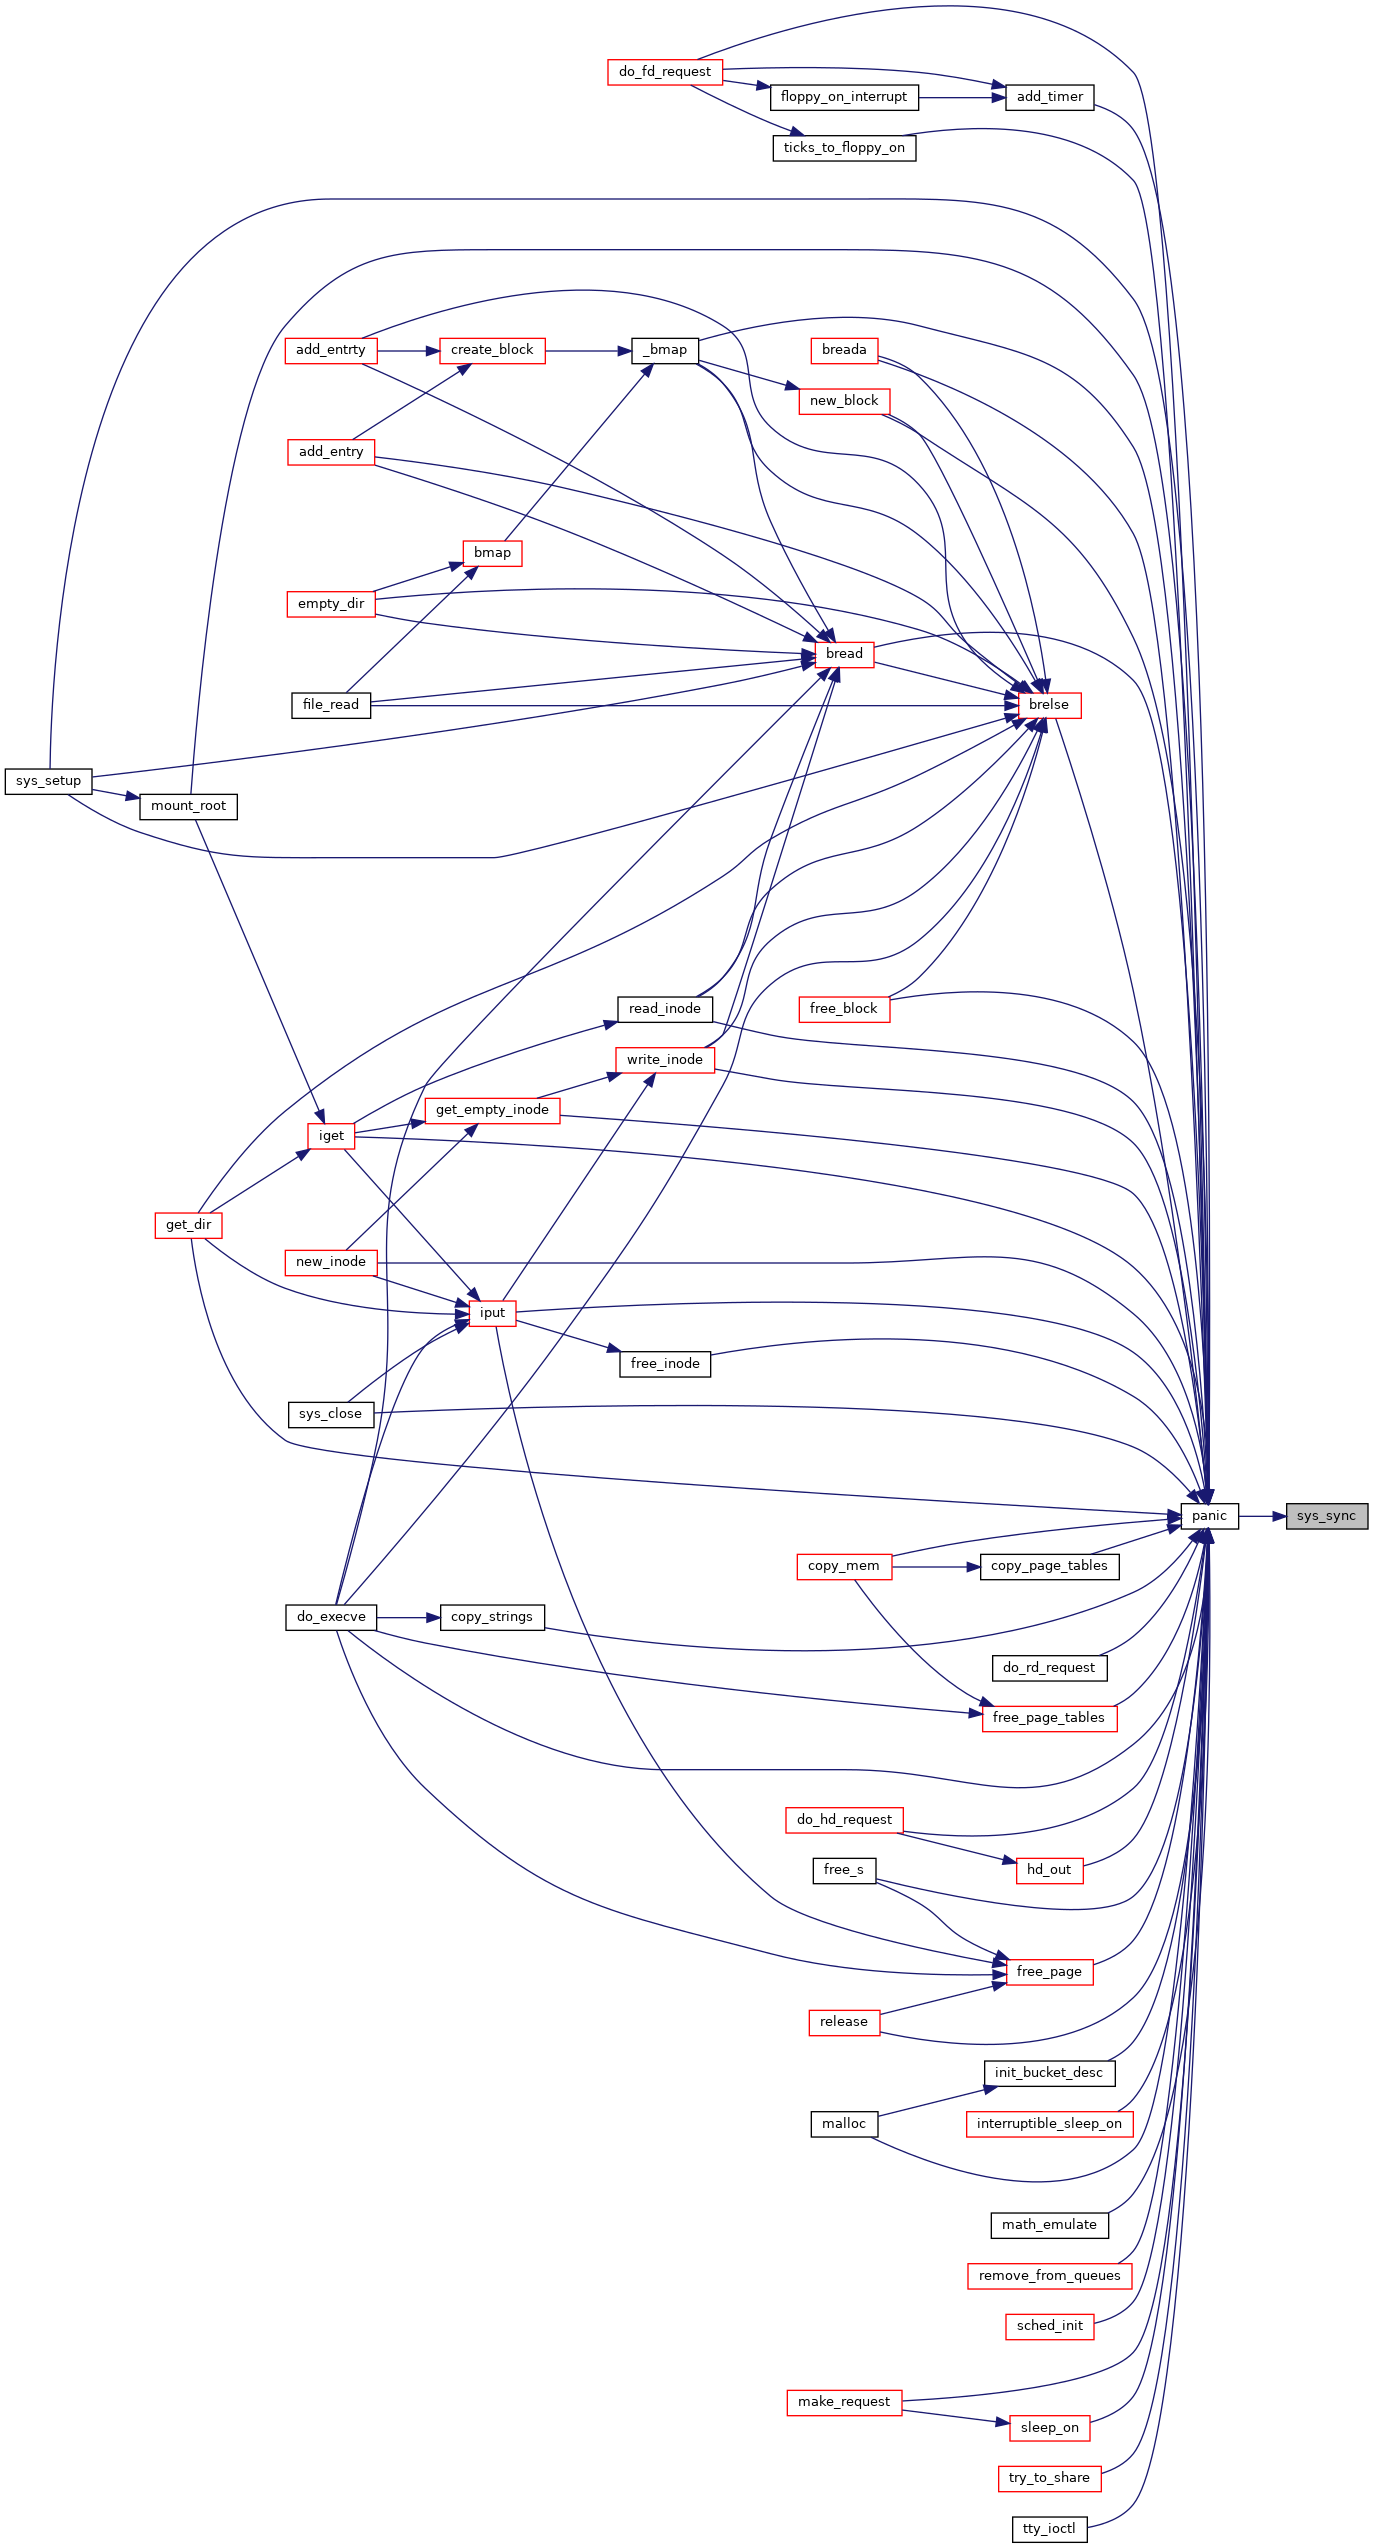 do_fd_request
floppy_on_interrupt
add_timer
ticks_to_floppy_on
add_entrty
create_block
_bmap
breada
new_block
add_entry
bmap
empty_dir
bread
file_read
brelse
sys_setup
mount_root
read_inode
free_block
write_inode
get_empty_inode
iget
get_dir
new_inode
iput
free_inode
sys_close
panic
sys_sync
copy_mem
copy_page_tables
do_execve
copy_strings
do_rd_request
free_page_tables
do_hd_request
free_s
hd_out
free_page
release
init_bucket_desc
malloc
interruptible_sleep_on
math_emulate
remove_from_queues
sched_init
make_request
sleep_on
try_to_share
tty_ioctl